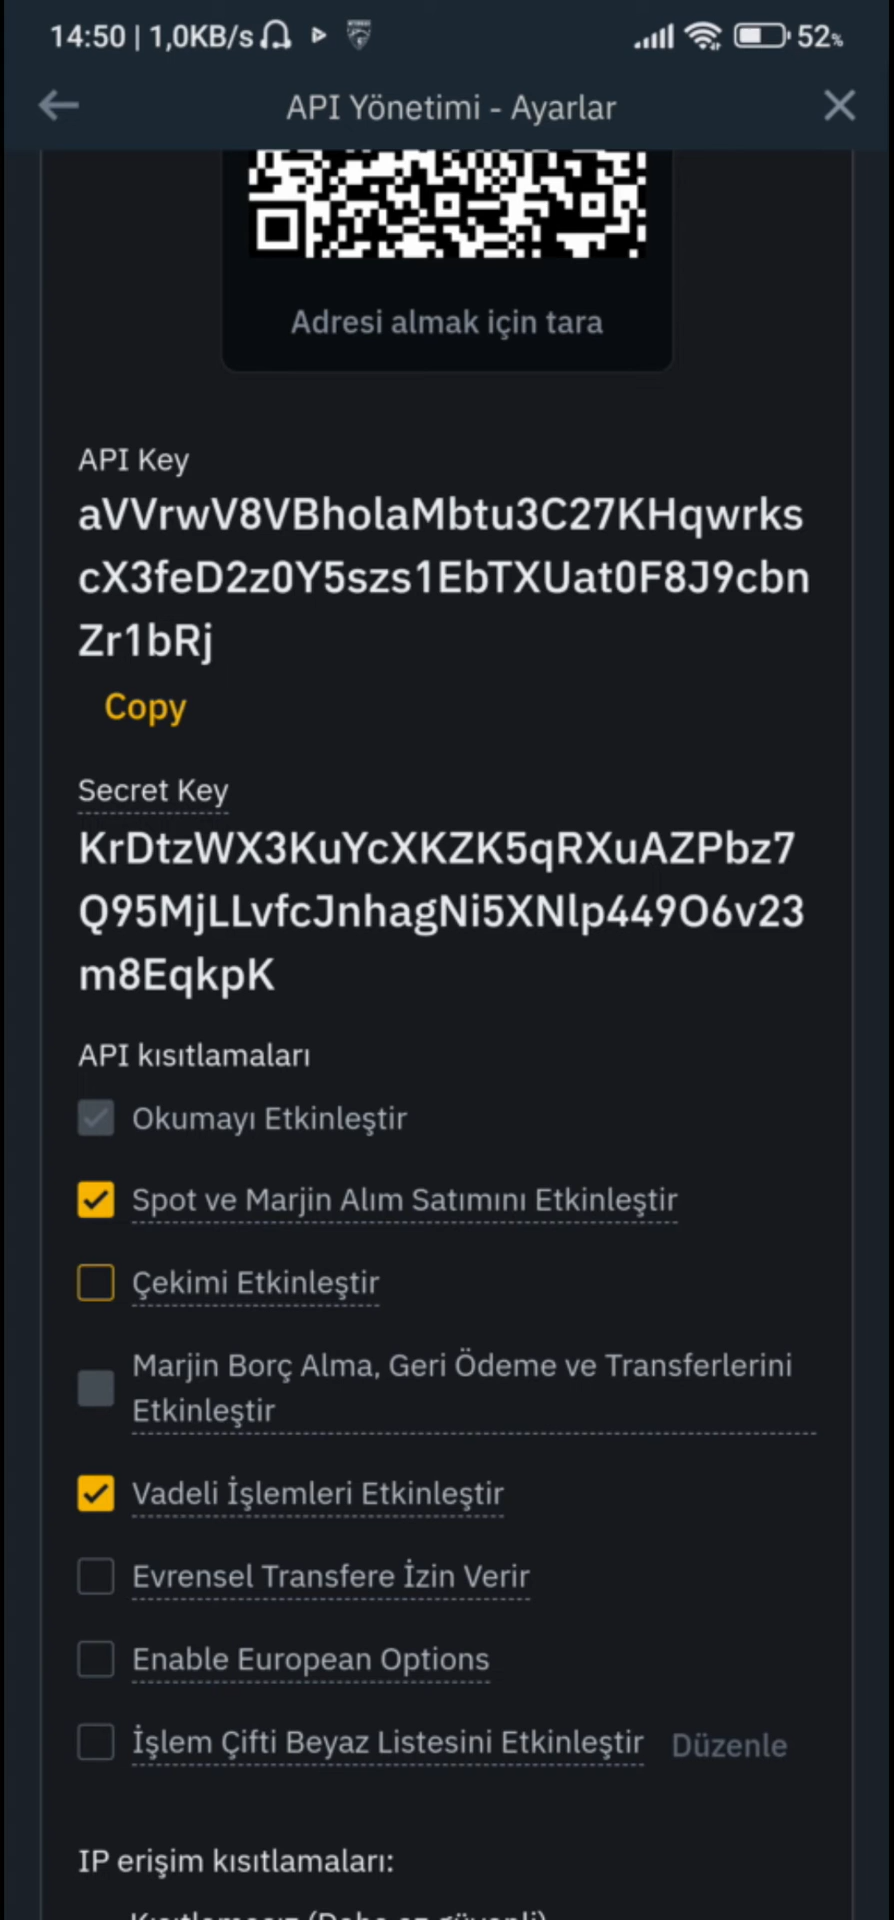 14:50 | 1,0KB/s 52%
API Yönetimi - Ayarlar
Adresi almak için tara
API Key
aVVrwV8VBholaMbtu3C27KHqwrks
cX3feD2z0Y5szs1EbTXUat0F8J9cbn
Zr1bRj
Copy
Secret Key
KrDtzWX3KuYcXKZK5qRXuAZPbz7
Q95MjLLvfcJnhagNi5XNlp449O6v23
m8EqkpK
API kısıtlamaları
Okumayı Etkinleştir
Spot ve Marjin Alım Satımını Etkinleştir
Çekimi Etkinleştir
Marjin Borç Alma, Geri Ödeme ve Transferlerini
Etkinleştir
Vadeli İşlemleri Etkinleştir
Evrensel Transfere İzin Verir
Enable European Options
İşlem Çifti Beyaz Listesini Etkinleştir Düzenle
IP erişim kısıtlamaları: